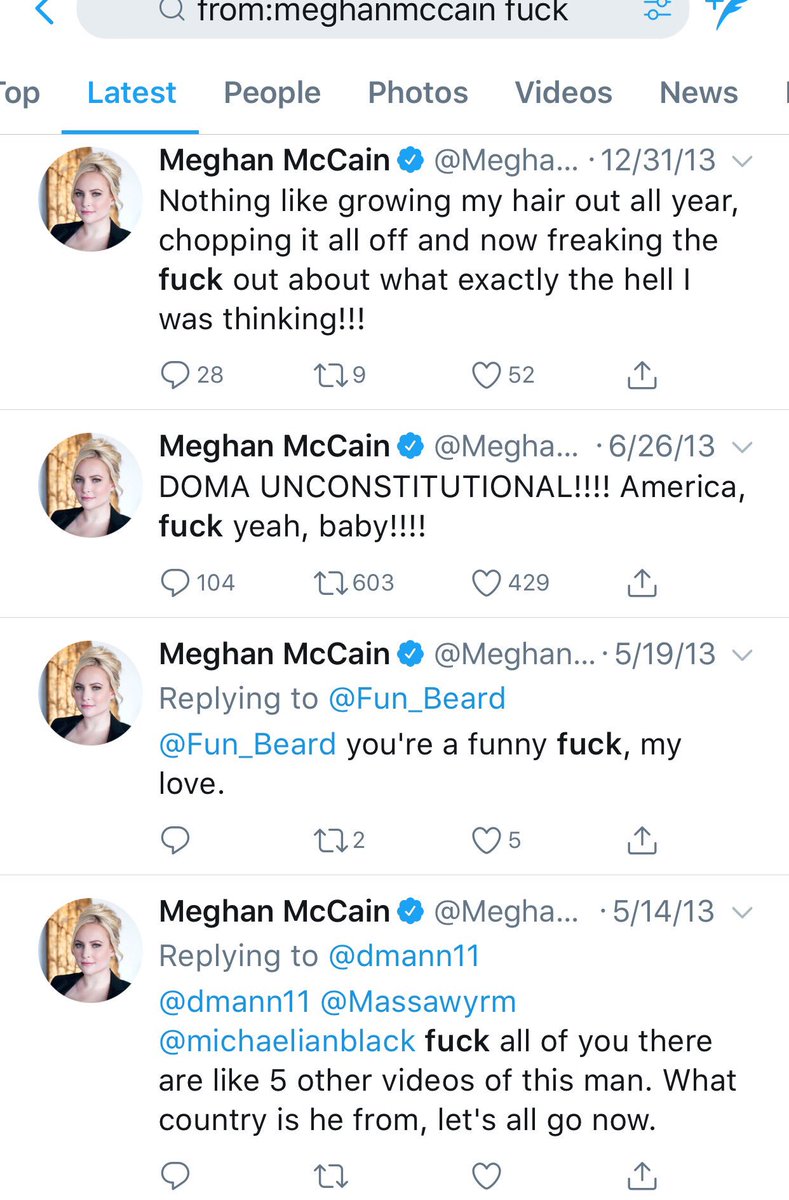 from:meghanmccain fuck
Top Latest People Photos Videos News
Meghan McCain @Megha... · 12/31/13
Nothing like growing my hair out all year,
chopping it all off and now freaking the
fuck out about what exactly the hell I
was thinking!!!
28 9 52
Meghan McCain @Megha... · 6/26/13
DOMA UNCONSTITUTIONAL!!!! America,
fuck yeah, baby!!!!
104 603 429
Meghan McCain @Meghan... · 5/19/13
Replying to @Fun_Beard
@Fun_Beard you're a funny fuck, my
love.
2 5
Meghan McCain @Megha... · 5/14/13
Replying to @dmann11
@dmann11 @Massawyrm
@michaelianblack fuck all of you there
are like 5 other videos of this man. What
country is he from, let's all go now.